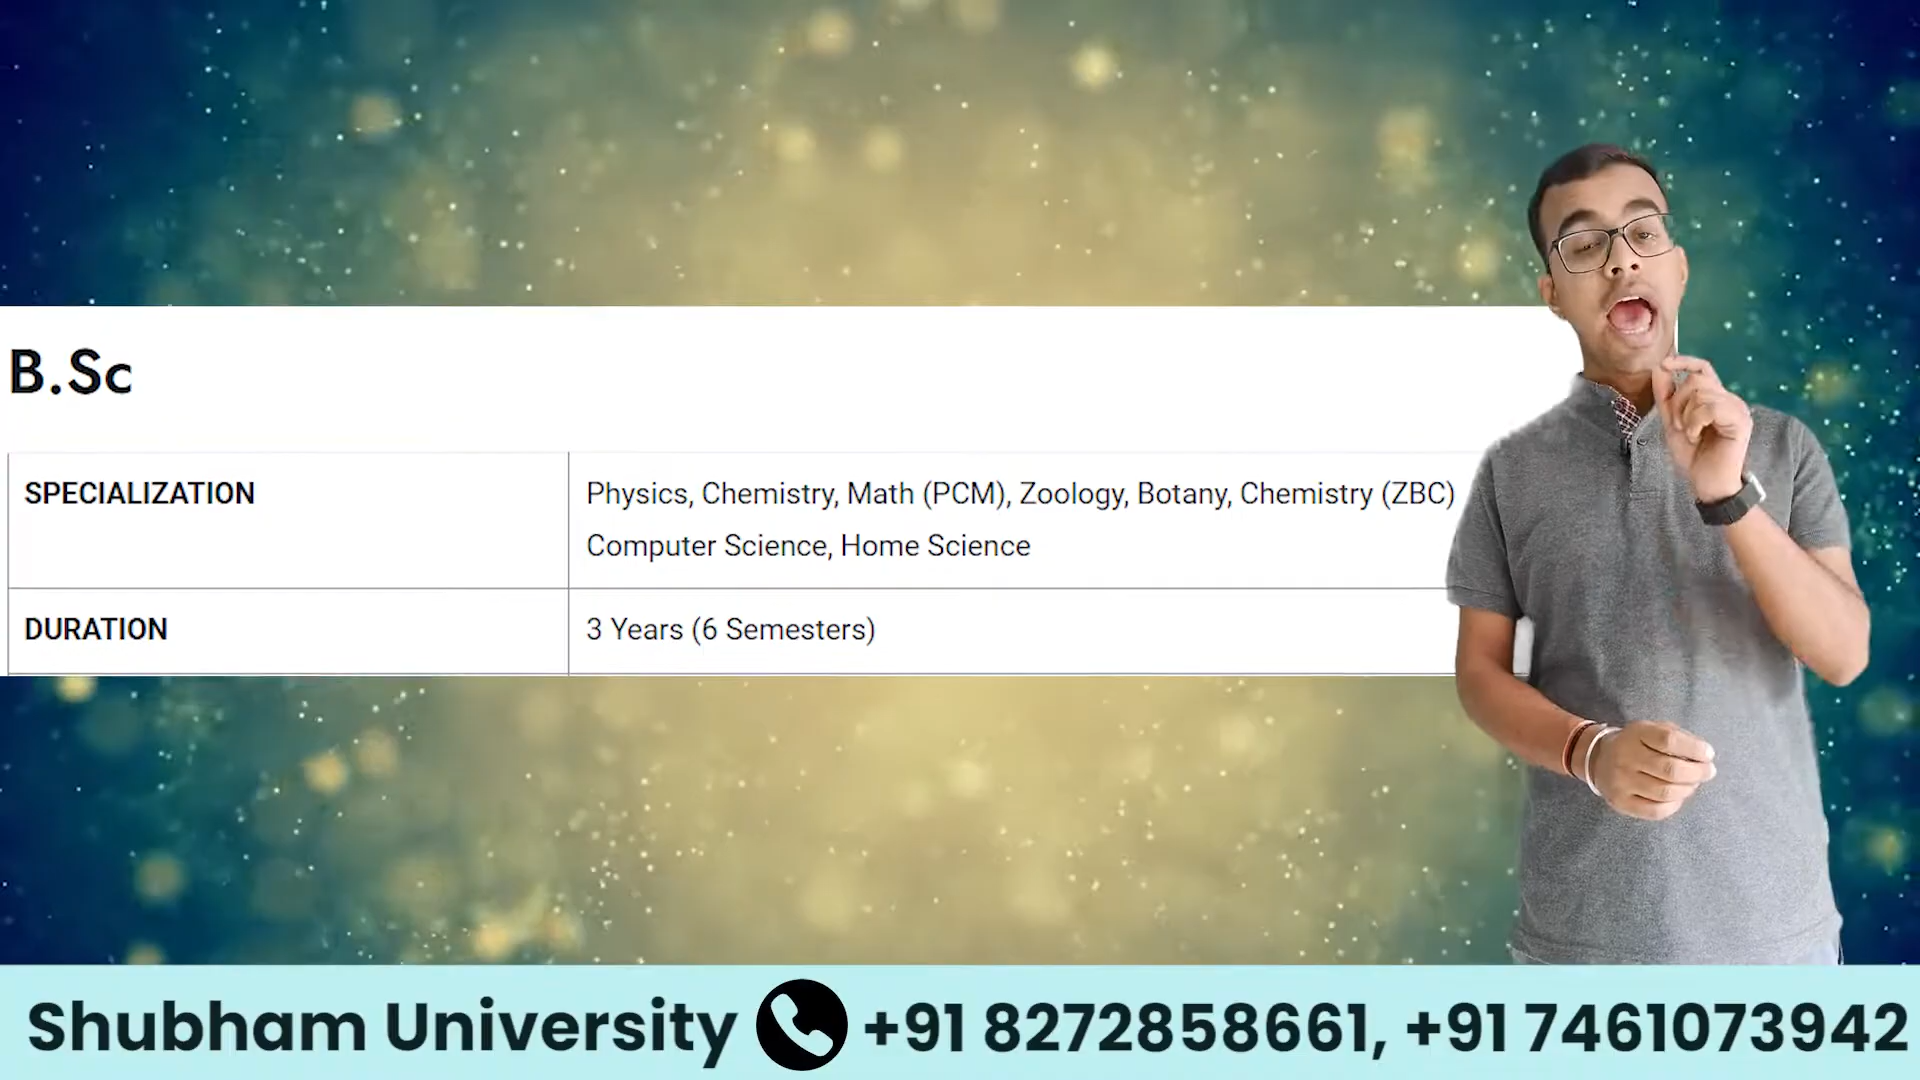 B.Sc
SPECIALIZATION
Physics, Chemistry, Math (PCM), Zoology, Botany, Chemistry (ZBC)
Computer Science, Home Science
DURATION
3 Years (6 Semesters)
Shubham University +91 8272858661, +91 7461073942